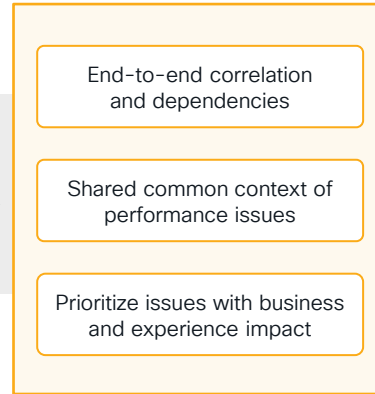 End-to-end correlation
and dependencies
Shared common context of
performance issues
Prioritize issues with business
and experience impact